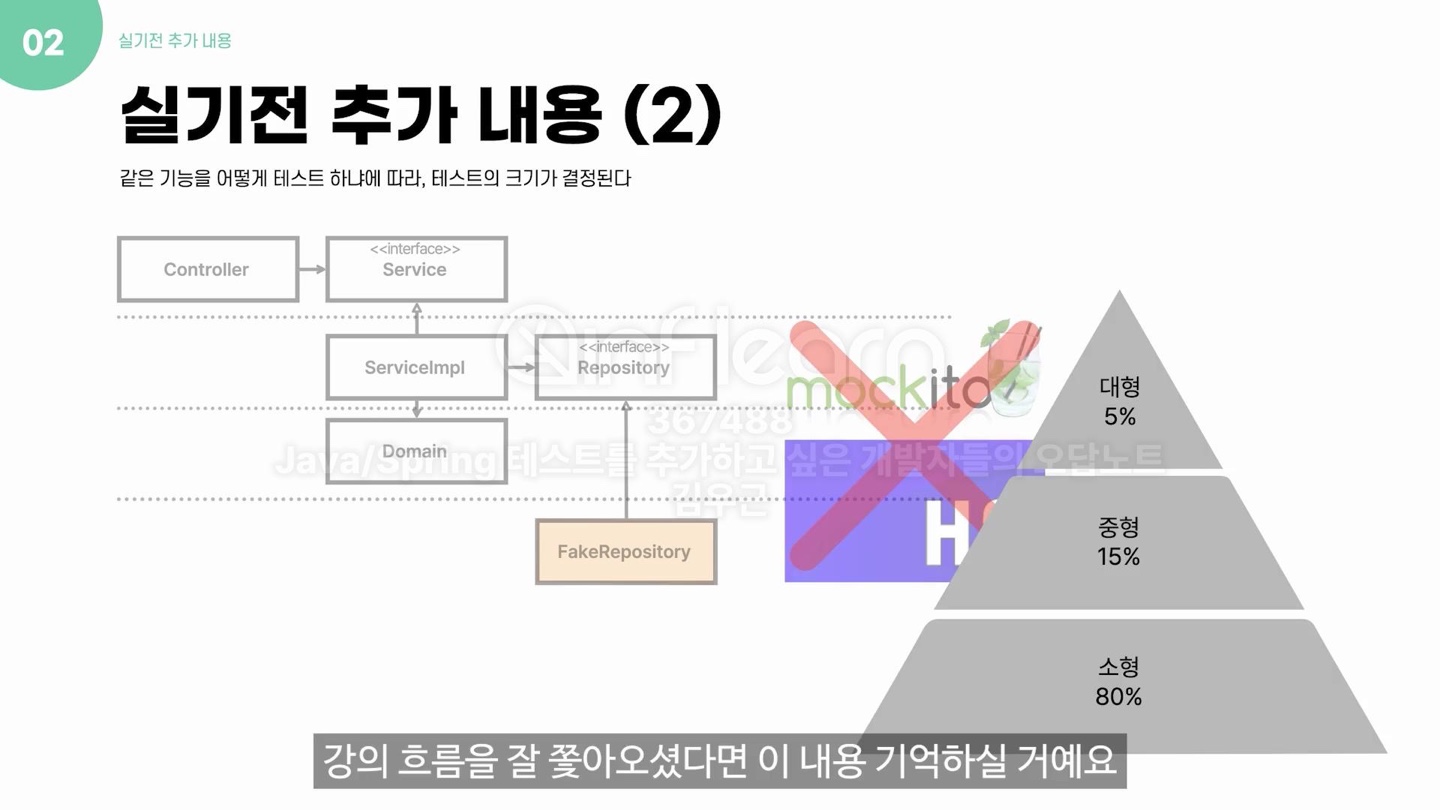 02
실기전 추가 내용
실기전 추가 내용 (2)
같은 기능을 어떻게 테스트 하냐에 따라, 테스트의 크기가 결정된다
Controller
<<interface>>
Service
ServiceImpl
<<interface>>
Repository
Domain
FakeRepository
mockito
H
inflearn
367488
Java/Spring 테스트를 추가하고 싶은 개발자들의 오답노트
김우근
대형
5%
중형
15%
소형
80%
강의 흐름을 잘 쫓아오셨다면 이 내용 기억하실 거예요